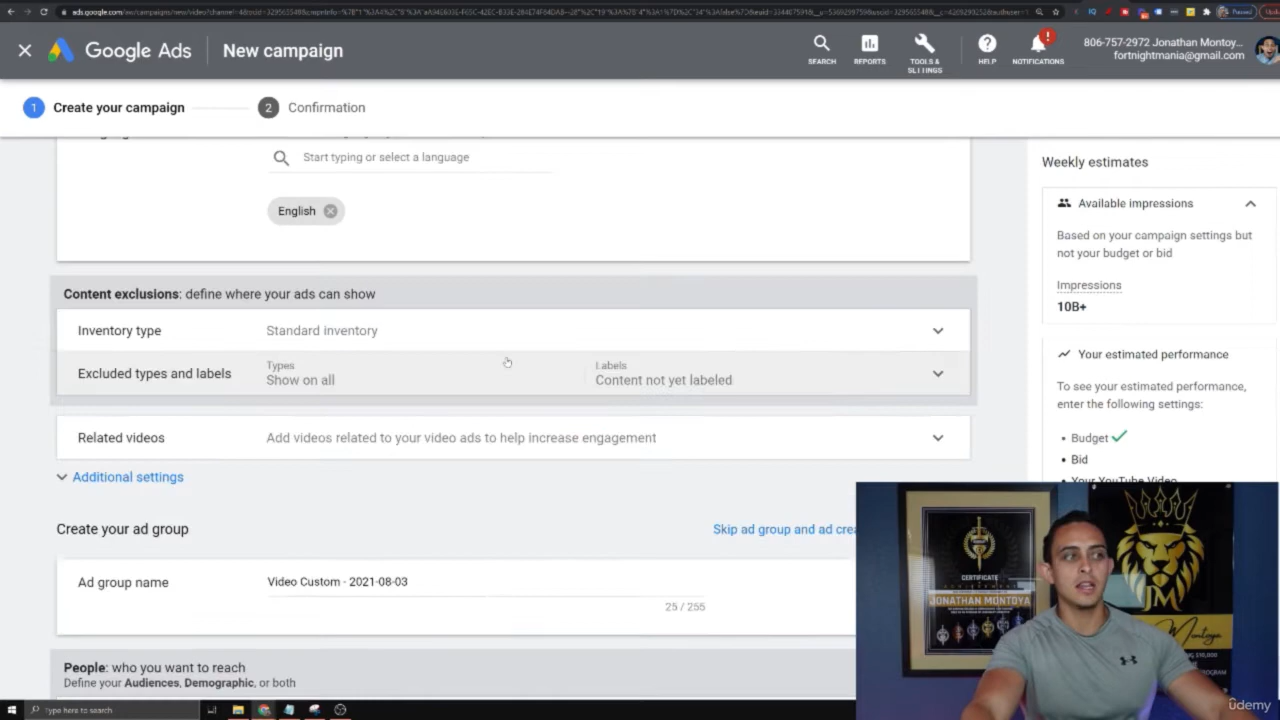 Google Ads
New campaign
SEARCH
REPORTS
TOOLS & SETTINGS
HELP
NOTIFICATIONS
806-757-2972 Jonathan Montoy...
fortnightmania@gmail.com
1 Create your campaign
2 Confirmation
Start typing or select a language
English
Content exclusions: define where your ads can show
Inventory type Standard inventory
Excluded types and labels
Types
Show on all
Labels
Content not yet labeled
Related videos Add videos related to your video ads to help increase engagement
Additional settings
Create your ad group
Skip ad group and ad crea
Ad group name Video Custom - 2021-08-03
25 / 255
People: who you want to reach
Define your Audiences, Demographic, or both
Weekly estimates
Available impressions
Based on your campaign settings but
not your budget or bid
Impressions
10B+
Your estimated performance
To see your estimated performance,
enter the following settings:
• Budget
• Bid
• Your YouTube Video
CERTIFICATE
JONATHAN MONTOYA
JM
Montoya
Type here to search
ûdemy